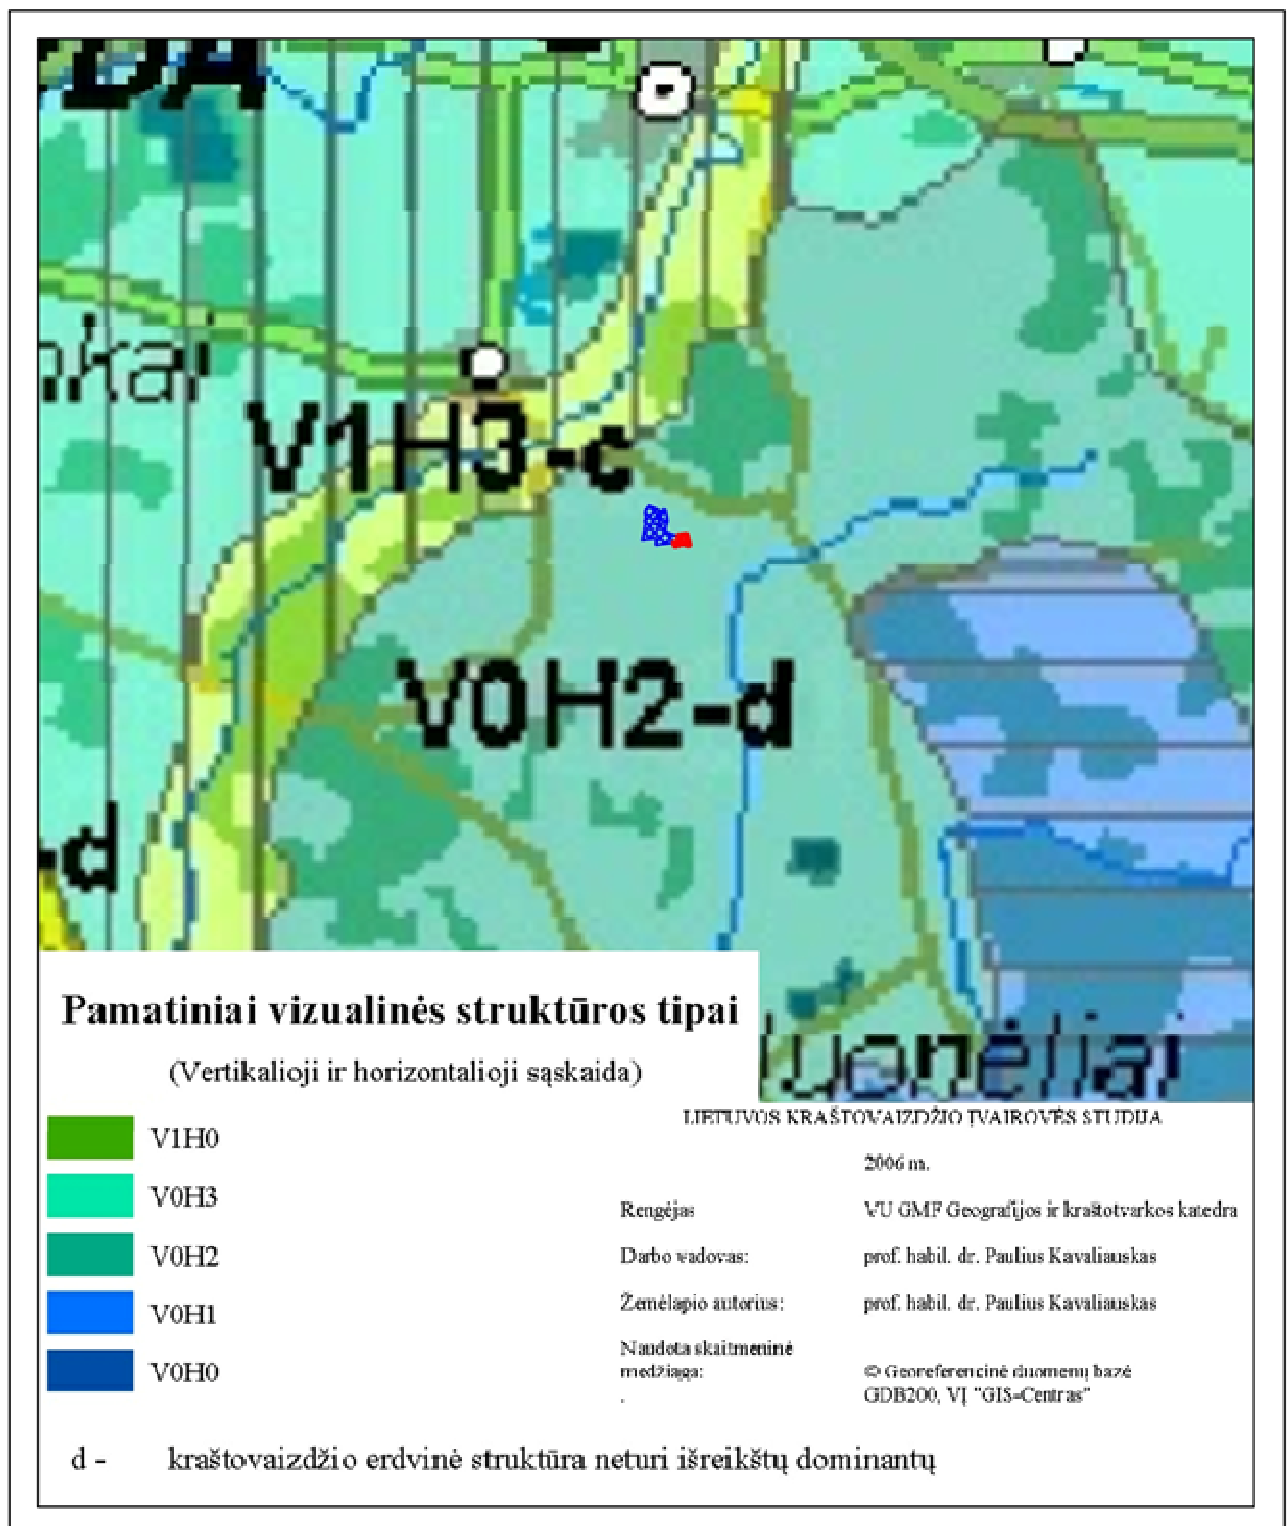 DA
kai
V1H3-c
V0H2-d
-d
uonėliai
Pamatiniai vizualinės struktūros tipai
(Vertikalioji ir horizontalioji sąskaida)
V1H0
V0H3
V0H2
V0H1
V0H0
LIETUVOS KRAŠTOVAIZDŽIO ĮVAIROVĖS STUDIJA
2006 m.
Rengėjas VU GMF Geografijos ir kraštotvarkos katedra
Darbo vadovas: prof. habil. dr. Paulius Kavaliauskas
Žemėlapio autorius: prof. habil. dr. Paulius Kavaliauskas
Naudota skaitmeninė
medžiaga: © Georeferencinė duomenų bazė
. GDB200, VĮ "GIS-Centras"
d - kraštovaizdžio erdvinė struktūra neturi išreikštų dominantų